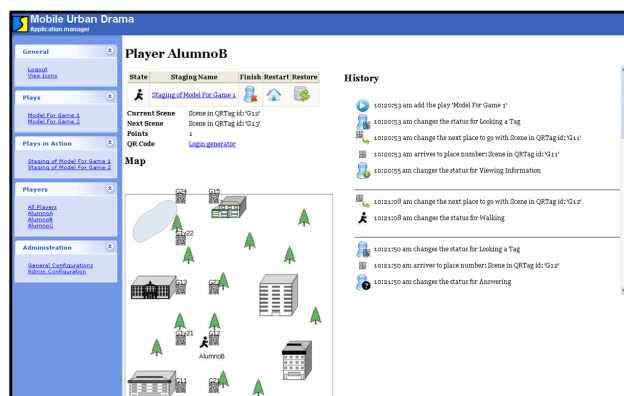 Mobile Urban Drama
Application manager
General
Logout
View Icons
Plays
Model For Game 1
Model For Game 2
Plays in Action
Staging of Model For Game 1
Staging of Model For Game 2
Players
All Players
AlumnoA
AlumnoB
AlumnoC
Administration
General Configurations
Admin Configuration
Player AlumnoB
State Staging Name Finish Restart Restore
Staging of Model For Game 1
Current Scene Scene in QRTag id:'G12'
Next Scene Scene in QRTag id:'G13'
Points 1
QR Code Login generator
Map
G24 G15
G1y22
G13 G23
G1y21 G12
AlumnoB
G11 G21
History
10:20:53 am add the play 'Model For Game 1'
10:20:53 am changes the status for Looking a Tag
10:20:53 am changes the next place to go with Scene in QRTag id:'G11'
10:20:53 am arrives to place number: Scene in QRTag id:'G11'
10:20:55 am changes the status for Viewing Information
10:21:08 am changes the next place to go with Scene in QRTag id:'G12'
10:21:08 am changes the status for Walking
10:21:50 am changes the status for Looking a Tag
10:21:50 am arrives to place number: Scene in QRTag id:'G12'
10:21:50 am changes the status for Answering